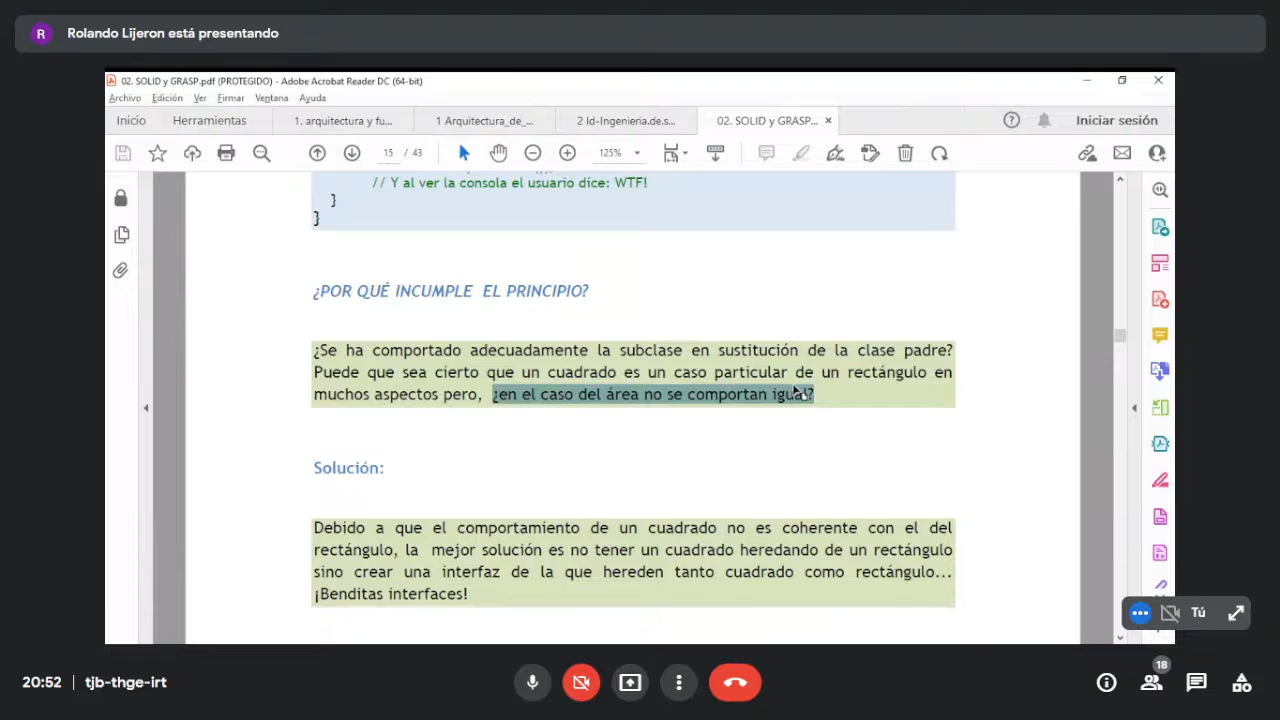 R Rolando Lijeron está presentando
02. SOLID y GRASP.pdf (PROTEGIDO) - Adobe Acrobat Reader DC (64-bit)
Archivo Edición Ver Firmar Ventana Ayuda
Inicio Herramientas 1. arquitectura y fu... 1 Arquitectura_de_... 2 Id-Ingenieria.de.s... 02. SOLID y GRASP... × Iniciar sesión
15 / 43 125%
// Y al ver la consola el usuario dice: WTF!
}
}
¿POR QUÉ INCUMPLE EL PRINCIPIO?
¿Se ha comportado adecuadamente la subclase en sustitución de la clase padre?
Puede que sea cierto que un cuadrado es un caso particular de un rectángulo en
muchos aspectos pero, ¿en el caso del área no se comportan igual?
Solución:
Debido a que el comportamiento de un cuadrado no es coherente con el del
rectángulo, la mejor solución es no tener un cuadrado heredando de un rectángulo
sino crear una interfaz de la que hereden tanto cuadrado como rectángulo...
¡Benditas interfaces!
Tú
20:52 | tjb-thge-irt
18